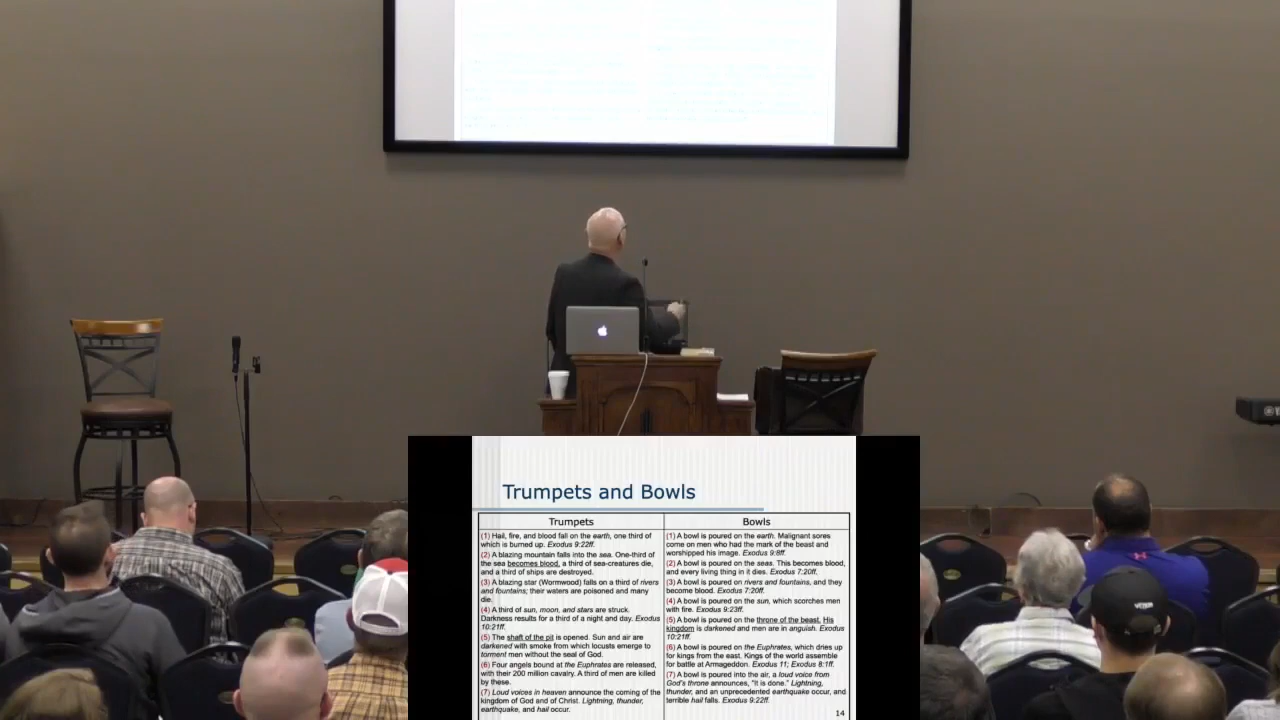 Trumpets and Bowls
Trumpets
(1) Hail, fire, and blood fall on the earth, one third of
which is burned up. Exodus 9:22ff.
(2) A blazing mountain falls into the sea. One-third of
the sea becomes blood, a third of sea-creatures die,
and a third of ships are destroyed.
(3) A blazing star (Wormwood) falls on a third of rivers
and fountains; their waters are poisoned and many
die.
(4) A third of sun, moon, and stars are struck.
Darkness results for a third of a night and day. Exodus
10:21ff.
(5) The shaft of the pit is opened. Sun and air are
darkened with smoke from which locusts emerge to
torment men without the seal of God.
(6) Four angels bound at the Euphrates are released,
with their 200 million cavalry. A third of men are killed
by these.
(7) Loud voices in heaven announce the coming of the
kingdom of God and of Christ. Lightning, thunder,
earthquake, and hail occur.
Bowls
(1) A bowl is poured on the earth. Malignant sores
come on men who had the mark of the beast and
worshipped his image. Exodus 9:8ff.
(2) A bowl is poured on the seas. This becomes blood,
and every living thing in it dies. Exodus 7:20ff.
(3) A bowl is poured on rivers and fountains, and they
become blood. Exodus 7:20ff.
(4) A bowl is poured on the sun, which scorches men
with fire. Exodus 9:23ff.
(5) A bowl is poured on the throne of the beast. His
kingdom is darkened and men are in anguish. Exodus
10:21ff.
(6) A bowl is poured on the Euphrates, which dries up
for kings from the east. Kings of the world assemble
for battle at Armageddon. Exodus 11; Exodus 8:1ff.
(7) A bowl is poured into the air, a loud voice from
God's throne announces, "It is done." Lightning,
thunder, and an unprecedented earthquake occur, and
terrible hail falls. Exodus 9:22ff.
14